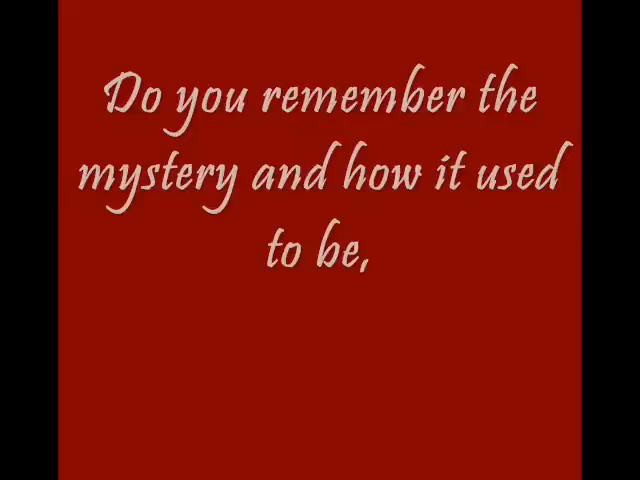 Do you remember the
mystery and how it used
to be,